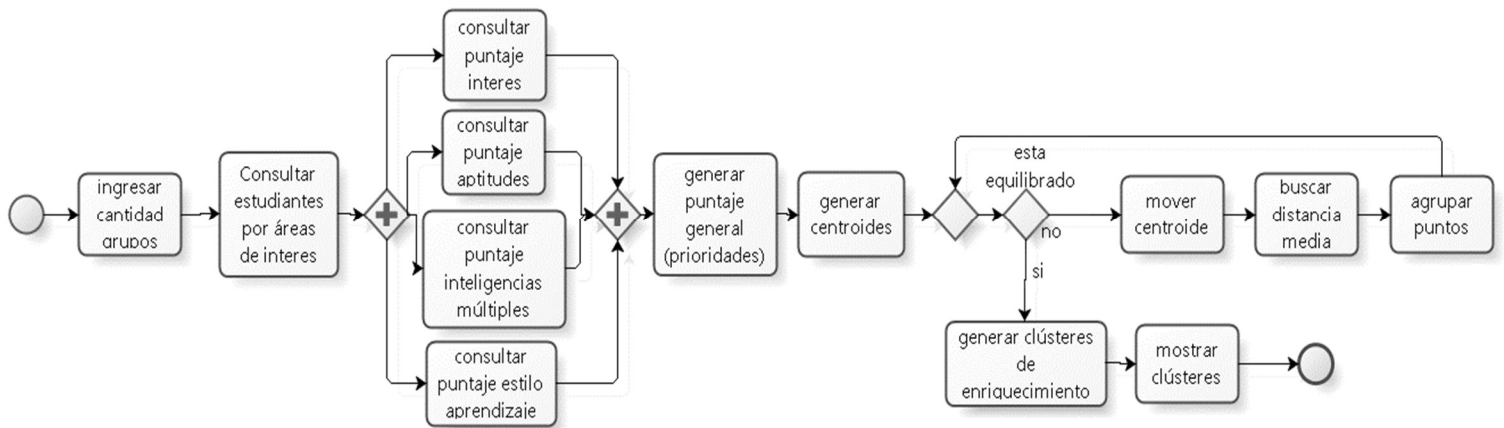 ingresar
cantidad
grupos
Consultar
estudiantes
por áreas
de interes
consultar
puntaje
interes
consultar
puntaje
aptitudes
consultar
puntaje
inteligencias
múltiples
consultar
puntaje estilo
aprendizaje
generar
puntaje
general
(prioridades)
generar
centroides
esta
equilibrado
no
si
mover
centroide
buscar
distancia
media
agrupar
puntos
generar clústeres
de
enriquecimiento
mostrar
clústeres